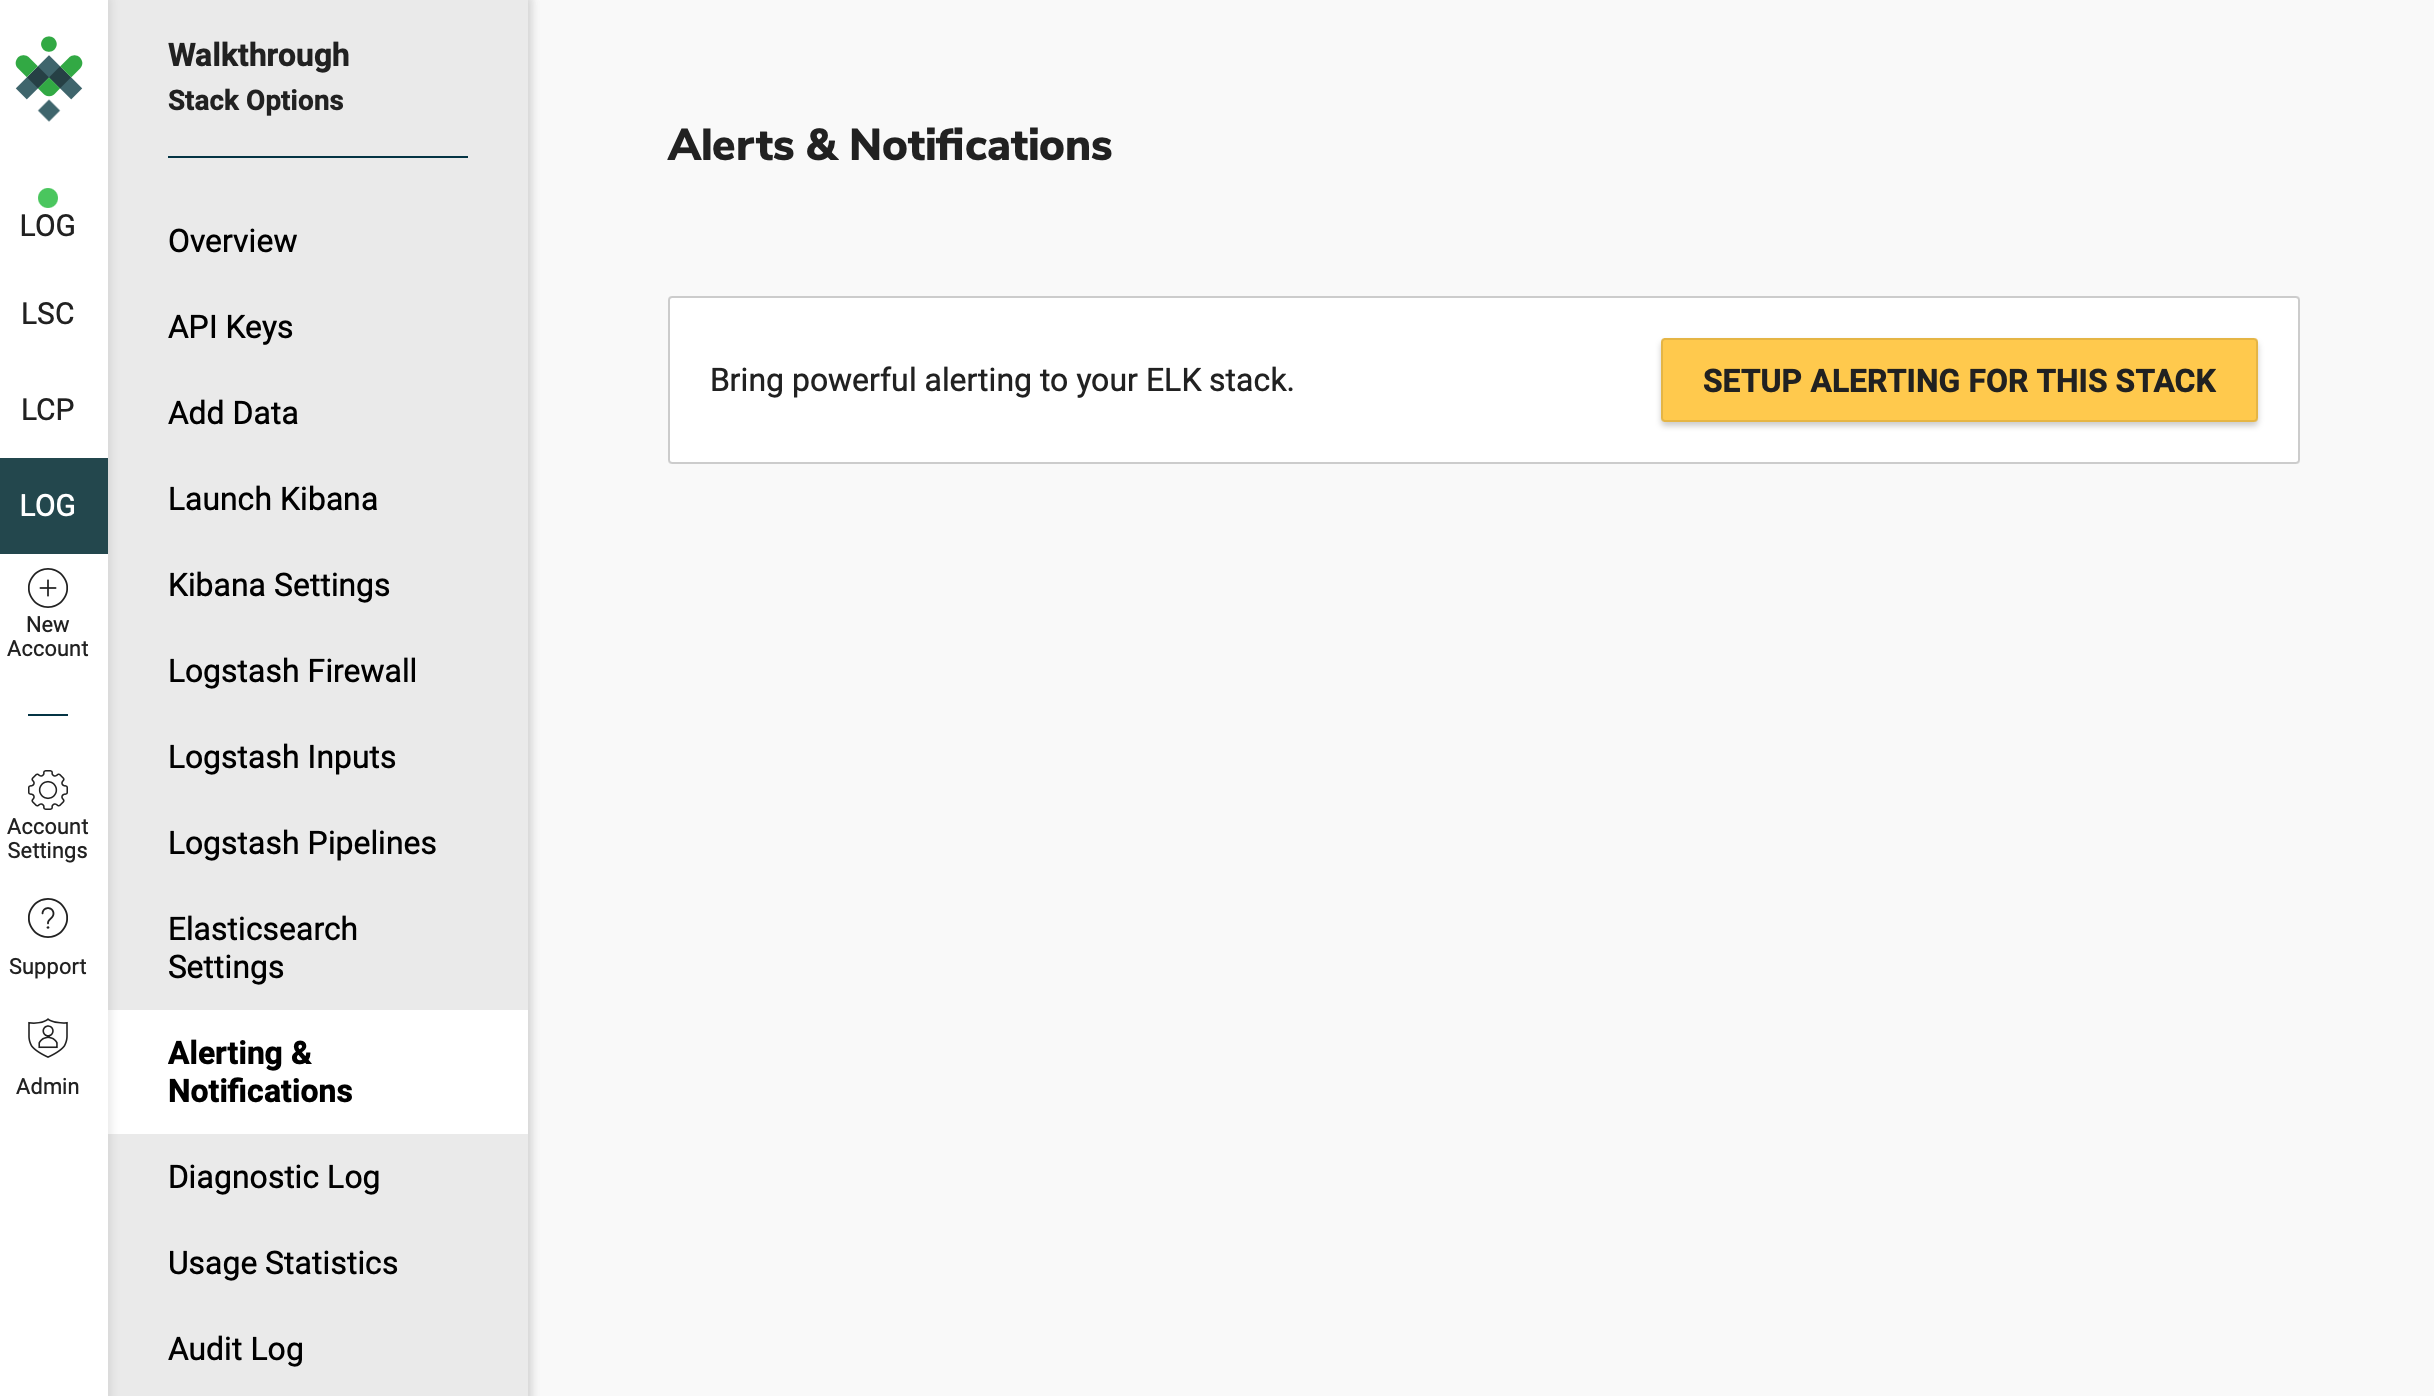 LOG
LSC
LCP
LOG
New
Account
Account
Settings
Support
Admin
Walkthrough
Stack Options
Overview
API Keys
Add Data
Launch Kibana
Kibana Settings
Logstash Firewall
Logstash Inputs
Logstash Pipelines
Elasticsearch
Settings
Alerting &
Notifications
Diagnostic Log
Usage Statistics
Audit Log
Alerts & Notifications
Bring powerful alerting to your ELK stack.
SETUP ALERTING FOR THIS STACK